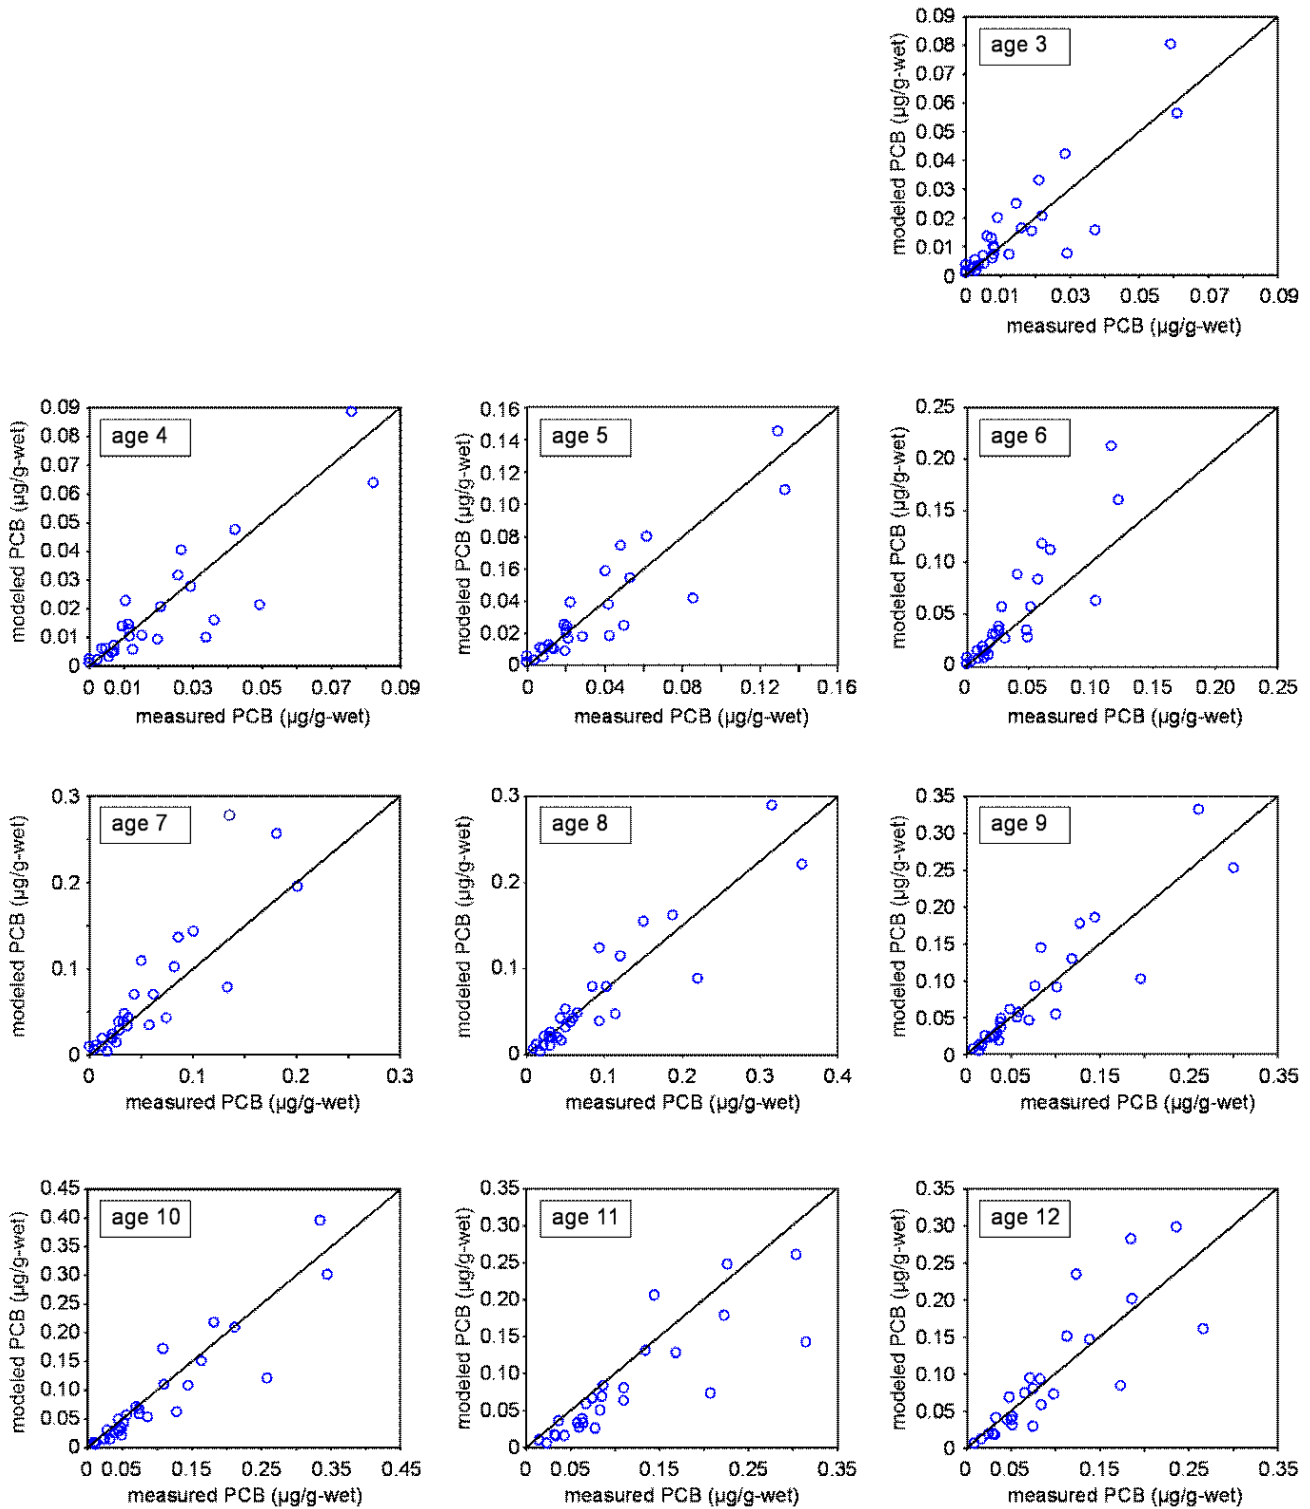 age 3
modeled PCB (µg/g-wet)
0.09
0.08
0.07
0.06
0.05
0.04
0.03
0.02
0.01
0
0 0.01 0.03 0.05 0.07 0.09
measured PCB (µg/g-wet)
age 4
modeled PCB (µg/g-wet)
0.09
0.08
0.07
0.06
0.05
0.04
0.03
0.02
0.01
0
0 0.01 0.03 0.05 0.07 0.09
measured PCB (µg/g-wet)
age 5
modeled PCB (µg/g-wet)
0.16
0.14
0.12
0.10
0.08
0.16
0.04
0.02
0
0 0.04 0.08 0.12 0.16
measured PCB (µg/g-wet)
age 6
modeled PCB (µg/g-wet)
0.25
0.20
0.15
0.10
0.05
0
0 0.05 0.10 0.15 0.20 0.25
measured PCB (µg/g-wet)
age 7
modeled PCB (µg/g-wet)
0.3
0.2
0.1
0
0 0.1 0.2 0.3
measured PCB (µg/g-wet)
age 8
modeled PCB (µg/g-wet)
0.4
0.3
0.2
0.1
0
0 0.1 0.2 0.3 0.4
measured PCB (µg/g-wet)
age 9
modeled PCB (µg/g-wet)
0.35
0.30
0.25
0.20
0.15
0.10
0.05
0
0 0.05 0.15 0.25 0.35
measured PCB (µg/g-wet)
age 10
modeled PCB (µg/g-wet)
0.45
0.40
0.35
0.30
0.25
0.20
0.15
0.10
0.05
0
0 0.05 0.15 0.25 0.35 0.45
measured PCB (µg/g-wet)
age 11
modeled PCB (µg/g-wet)
0.35
0.30
0.25
0.20
0.15
0.10
0.05
0
0.05 0.15 0.25 0.35
measured PCB (µg/g-wet)
age 12
modeled PCB (µg/g-wet)
0.35
0.30
0.25
0.20
0.15
0.10
0.05
0
0 0.05 0.15 0.25 0.35
measured PCB (µg/g-wet)